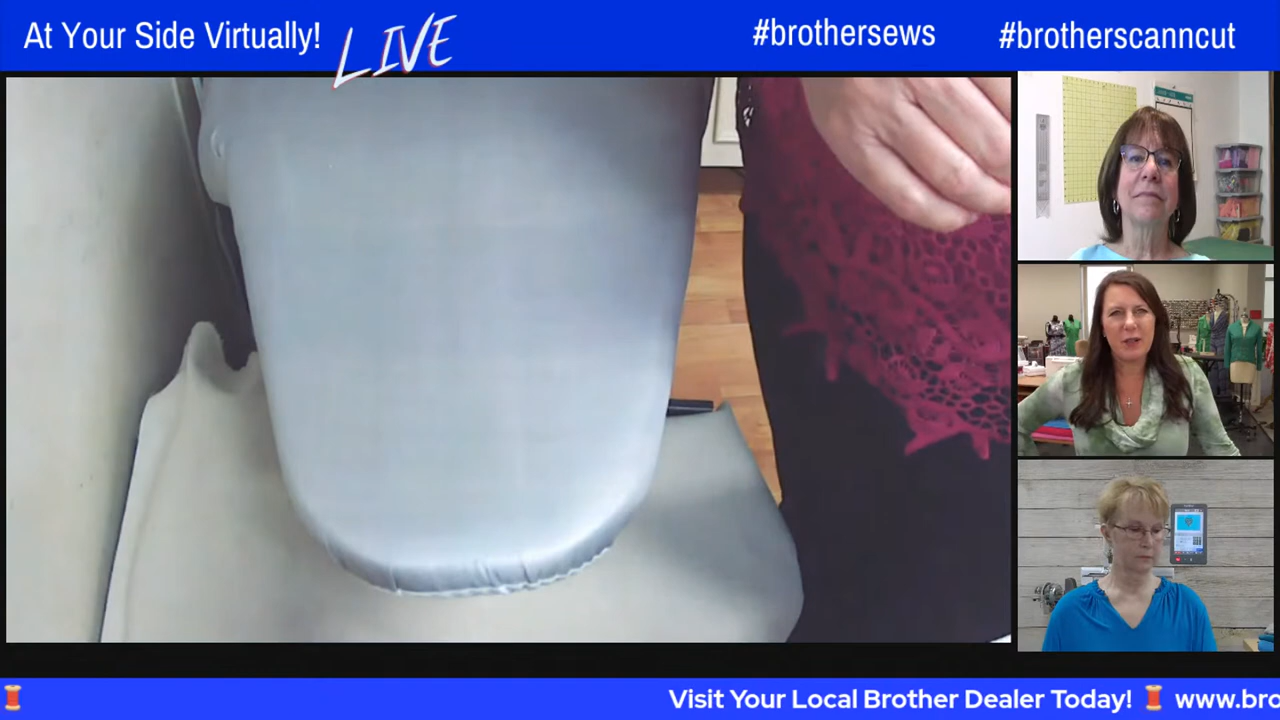 At Your Side Virtually! LIVE
#brothersews
#brotherscanncut
Visit Your Local Brother Dealer Today! www.bro